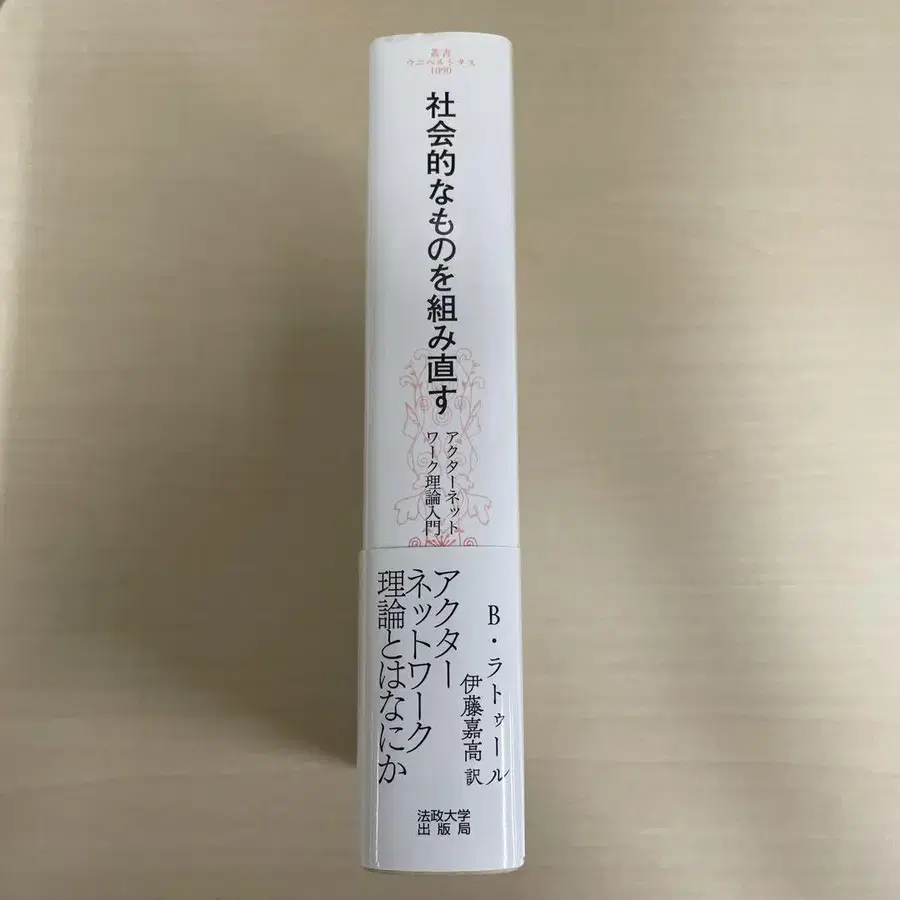 叢書
ウニベルシタス
1090
社会的なものを組み直す
アクターネット
ワーク理論入門
アクター
ネットワーク
理論とはなにか
B・ラトゥール
伊藤嘉高 訳
法政大学
出版局